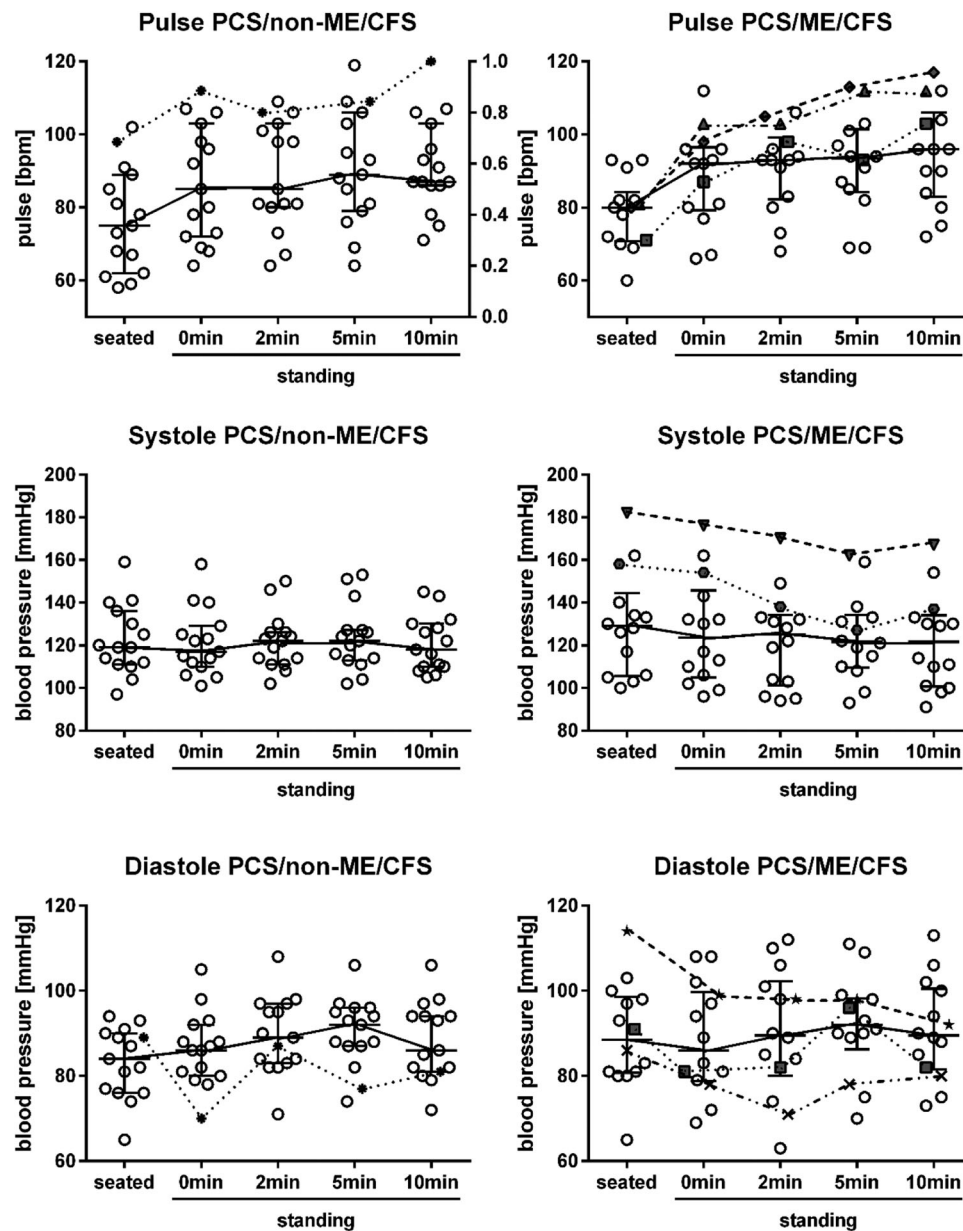 Pulse PCS/non-ME/CFS
pulse [bpm]
120
100
80
60
1.0
0.8
0.6
0.4
0.2
0.0
seated 0min 2min 5min 10min
standing
Pulse PCS/ME/CFS
pulse [bpm]
120
100
80
60
seated 0min 2min 5min 10min
standing
Systole PCS/non-ME/CFS
blood pressure [mmHg]
200
180
160
140
120
100
80
seated 0min 2min 5min 10min
standing
Systole PCS/ME/CFS
blood pressure [mmHg]
200
180
160
140
120
100
80
seated 0min 2min 5min 10min
standing
Diastole PCS/non-ME/CFS
blood pressure [mmHg]
120
100
80
60
seated 0min 2min 5min 10min
standing
Diastole PCS/ME/CFS
blood pressure [mmHg]
120
100
80
60
seated 0min 2min 5min 10min
standing